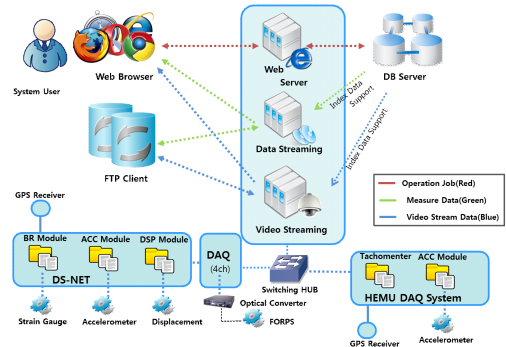 System User
Web Browser
Web
Server
DB Server
Index Data
Support
Data Streaming
Index Data Support
FTP Client
Video Streaming
Operation Job(Red)
Measure Data(Green)
Video Stream Data(Blue)
GPS Receiver
BR Module
ACC Module
DSP Module
DS-NET
DAQ
(4ch)
Switching HUB
Tachomenter
ACC Module
HEMU DAQ System
Strain Gauge
Accelerometer
Displacement
Optical Converter
FORPS
GPS Receiver
Accelerometer